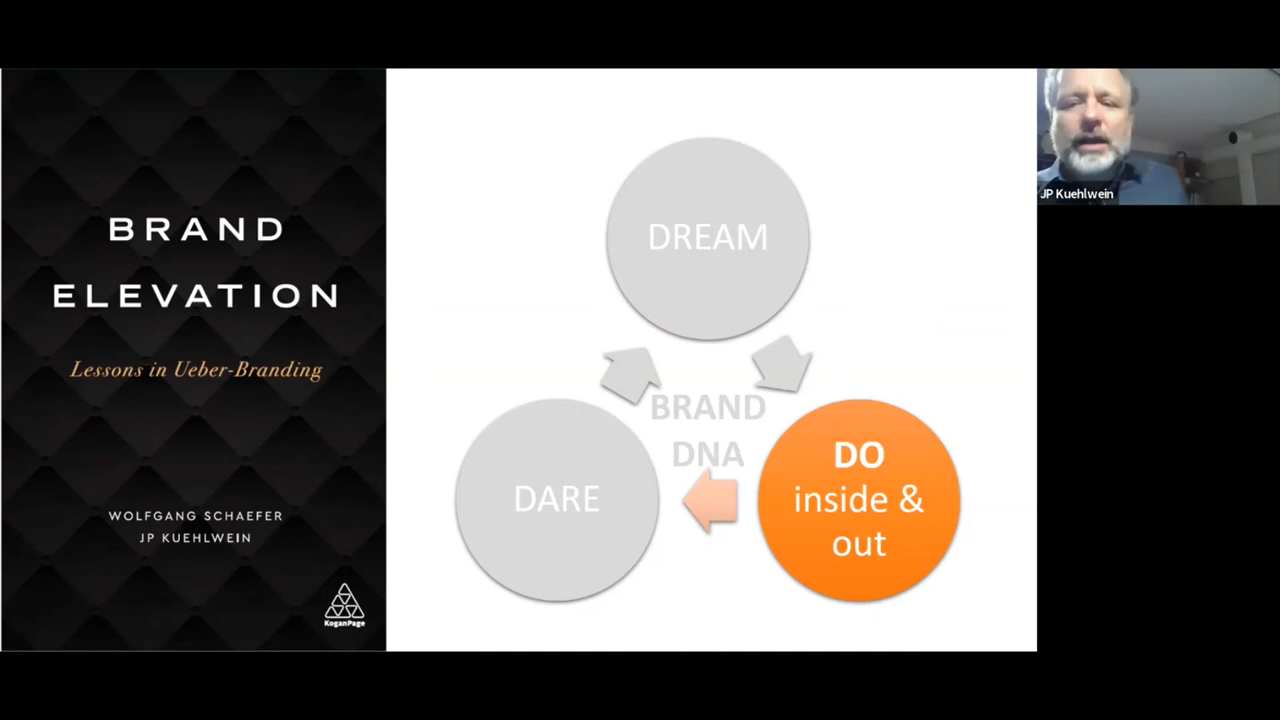 BRAND
ELEVATION
Lessons in Ueber-Branding
WOLFGANG SCHAEFER
JP KUEHLWEIN
KoganPage
DREAM
BRAND
DNA
DO
inside &
out
DARE
JP Kuehlwein